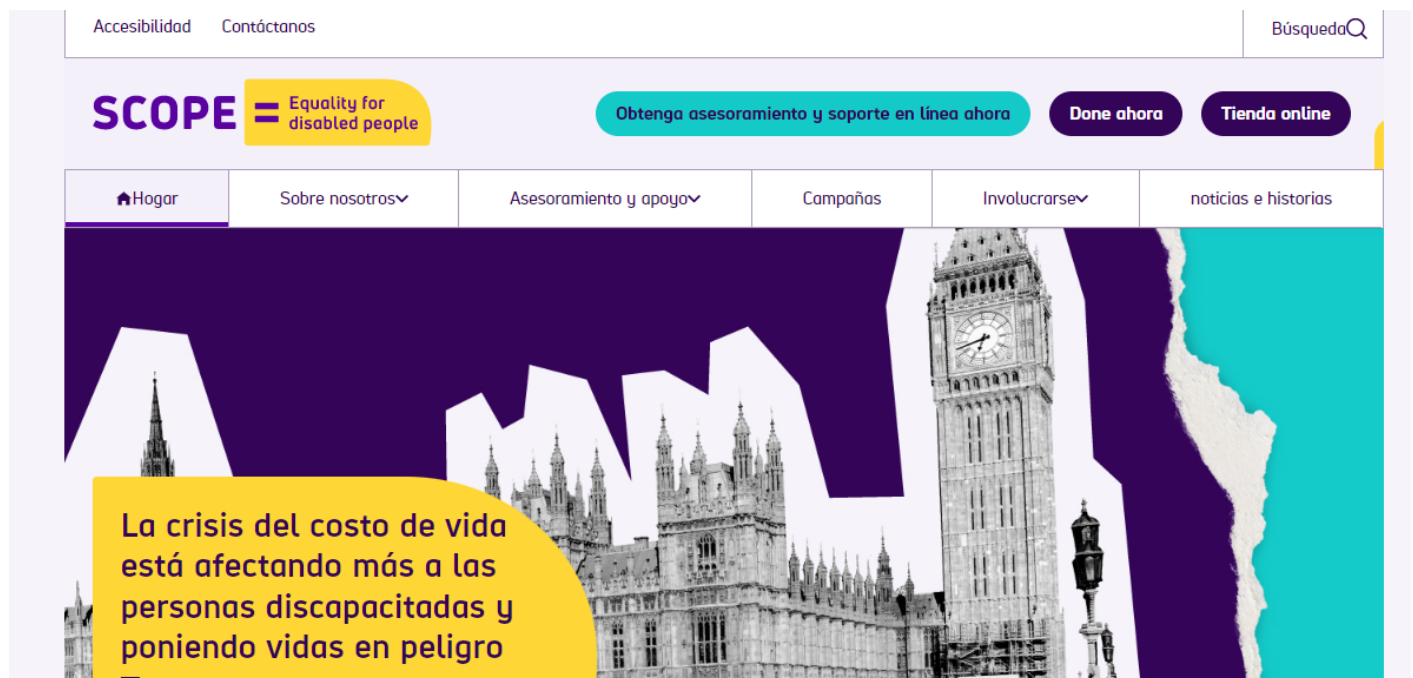 Accesibilidad Contáctanos Búsqueda
SCOPE = Equality for
disabled people
Obtenga asesoramiento y soporte en línea ahora Done ahora Tienda online
Hogar Sobre nosotros Asesoramiento y apoyo Campañas Involucrarse noticias e historias
La crisis del costo de vida
está afectando más a las
personas discapacitadas y
poniendo vidas en peligro